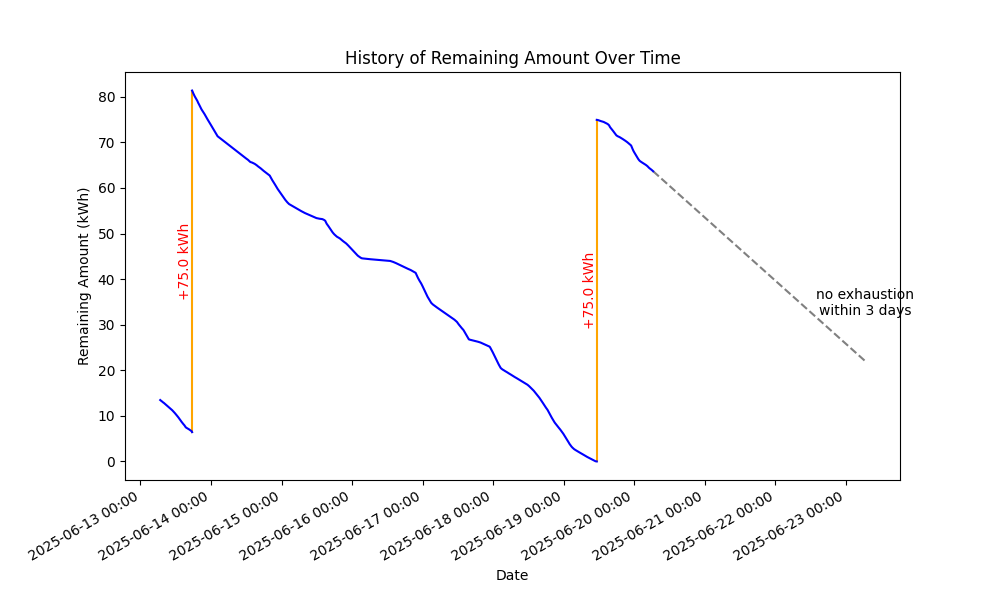 History of Remaining Amount Over Time
Remaining Amount (kWh)
80
70
60
50
40
30
20
10
0
+75.0 kWh
+75.0 kWh
no exhaustion
within 3 days
2025-06-13 00:00
2025-06-14 00:00
2025-06-15 00:00
2025-06-16 00:00
2025-06-17 00:00
2025-06-18 00:00
2025-06-19 00:00
2025-06-20 00:00
2025-06-21 00:00
2025-06-22 00:00
2025-06-23 00:00
Date